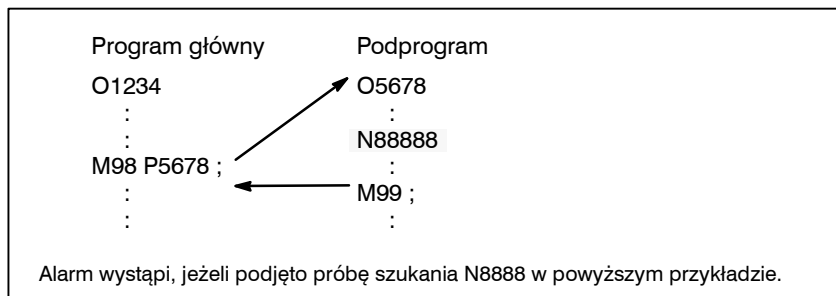 Program główny Podprogram
O1234 O5678
: :
: N88888
M98 P5678 ; :
: M99 ;
: :
Alarm wystąpi, jeżeli podjęto próbę szukania N8888 w powyższym przykładzie.